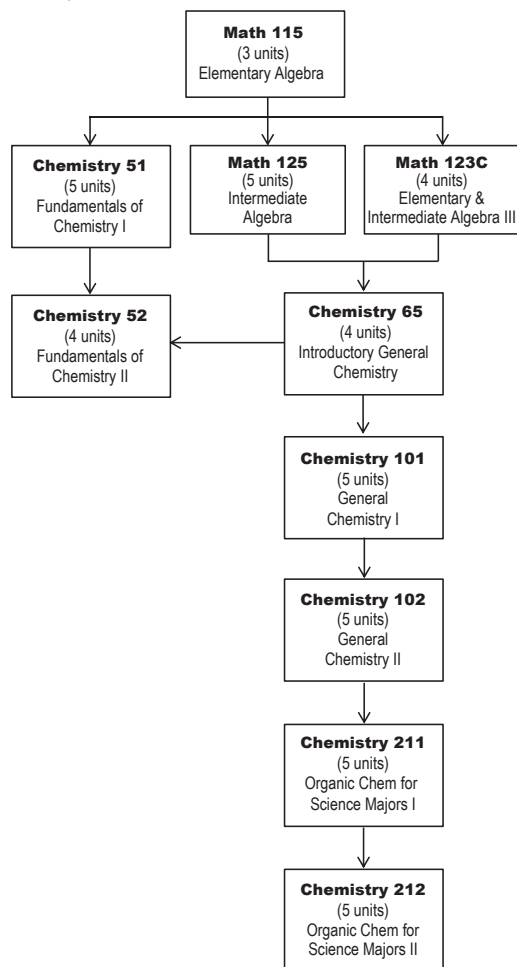 Math 115
(3 units)
Elementary Algebra
Chemistry 51
(5 units)
Fundamentals of
Chemistry I
Math 125
(5 units)
Intermediate
Algebra
Math 123C
(4 units)
Elementary &
Intermediate Algebra III
Chemistry 52
(4 units)
Fundamentals of
Chemistry II
Chemistry 65
(4 units)
Introductory General
Chemistry
Chemistry 101
(5 units)
General
Chemistry I
Chemistry 102
(5 units)
General
Chemistry II
Chemistry 211
(5 units)
Organic Chem for
Science Majors I
Chemistry 212
(5 units)
Organic Chem for
Science Majors II